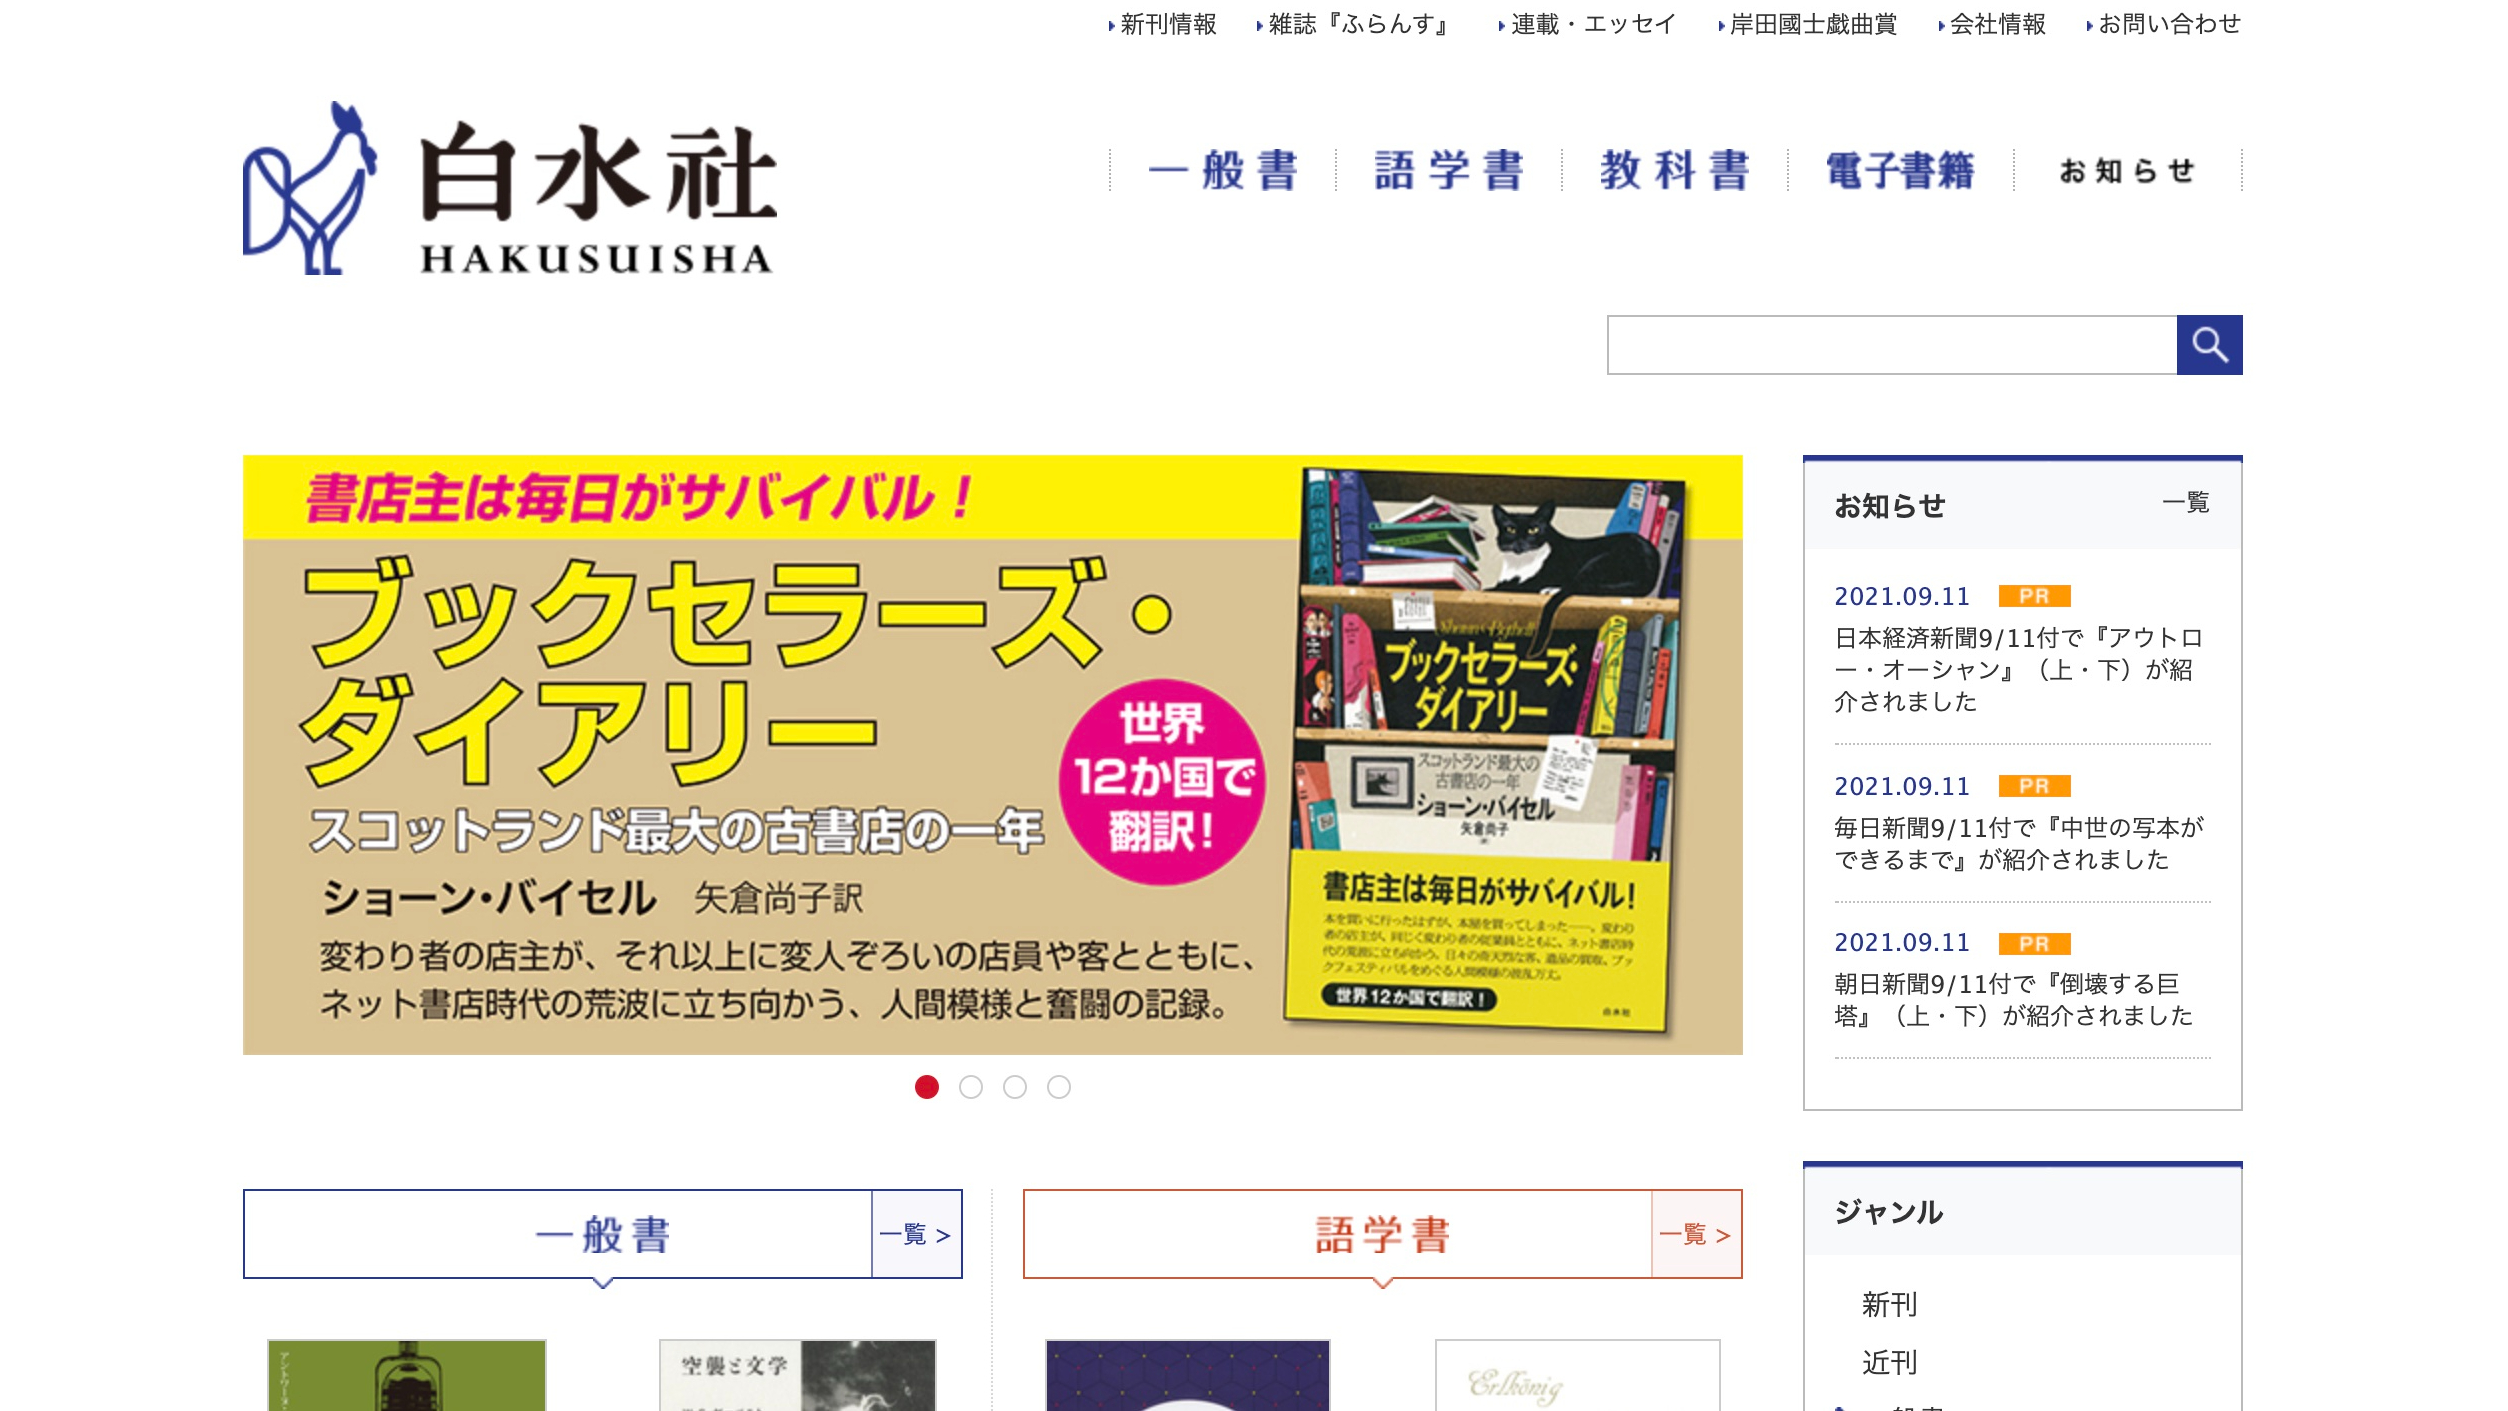 新刊情報
雑誌『ふらんす』
連載・エッセイ
岸田國士戯曲賞
会社情報
お問い合わせ
白水社
HAKUSUISHA
一般書
語学書
教科書
電子書籍
お知らせ
書店主は毎日がサバイバル！
ブックセラーズ・
ダイアリー
スコットランド最大の古書店の一年
ショーン・バイセル　矢倉尚子訳
変わり者の店主が、それ以上に変人ぞろいの店員や客とともに、
ネット書店時代の荒波に立ち向かう、人間模様と奮闘の記録。
世界
12か国で
翻訳！
ブックセラーズ・
ダイアリー
スコットランド最大の
古書店の一年
ショーン・バイセル
矢倉尚子
書店主は毎日がサバイバル！
世界12か国で翻訳！
白水社
お知らせ
一覧
2021.09.11 PR
日本経済新聞9/11付で『アウトロ
ー・オーシャン』（上・下）が紹
介されました
2021.09.11 PR
毎日新聞9/11付で『中世の写本が
できるまで』が紹介されました
2021.09.11 PR
朝日新聞9/11付で『倒壊する巨
塔』（上・下）が紹介されました
一般書
一覧 >
語学書
一覧 >
空襲と文学
Erlkönig
ジャンル
新刊
近刊